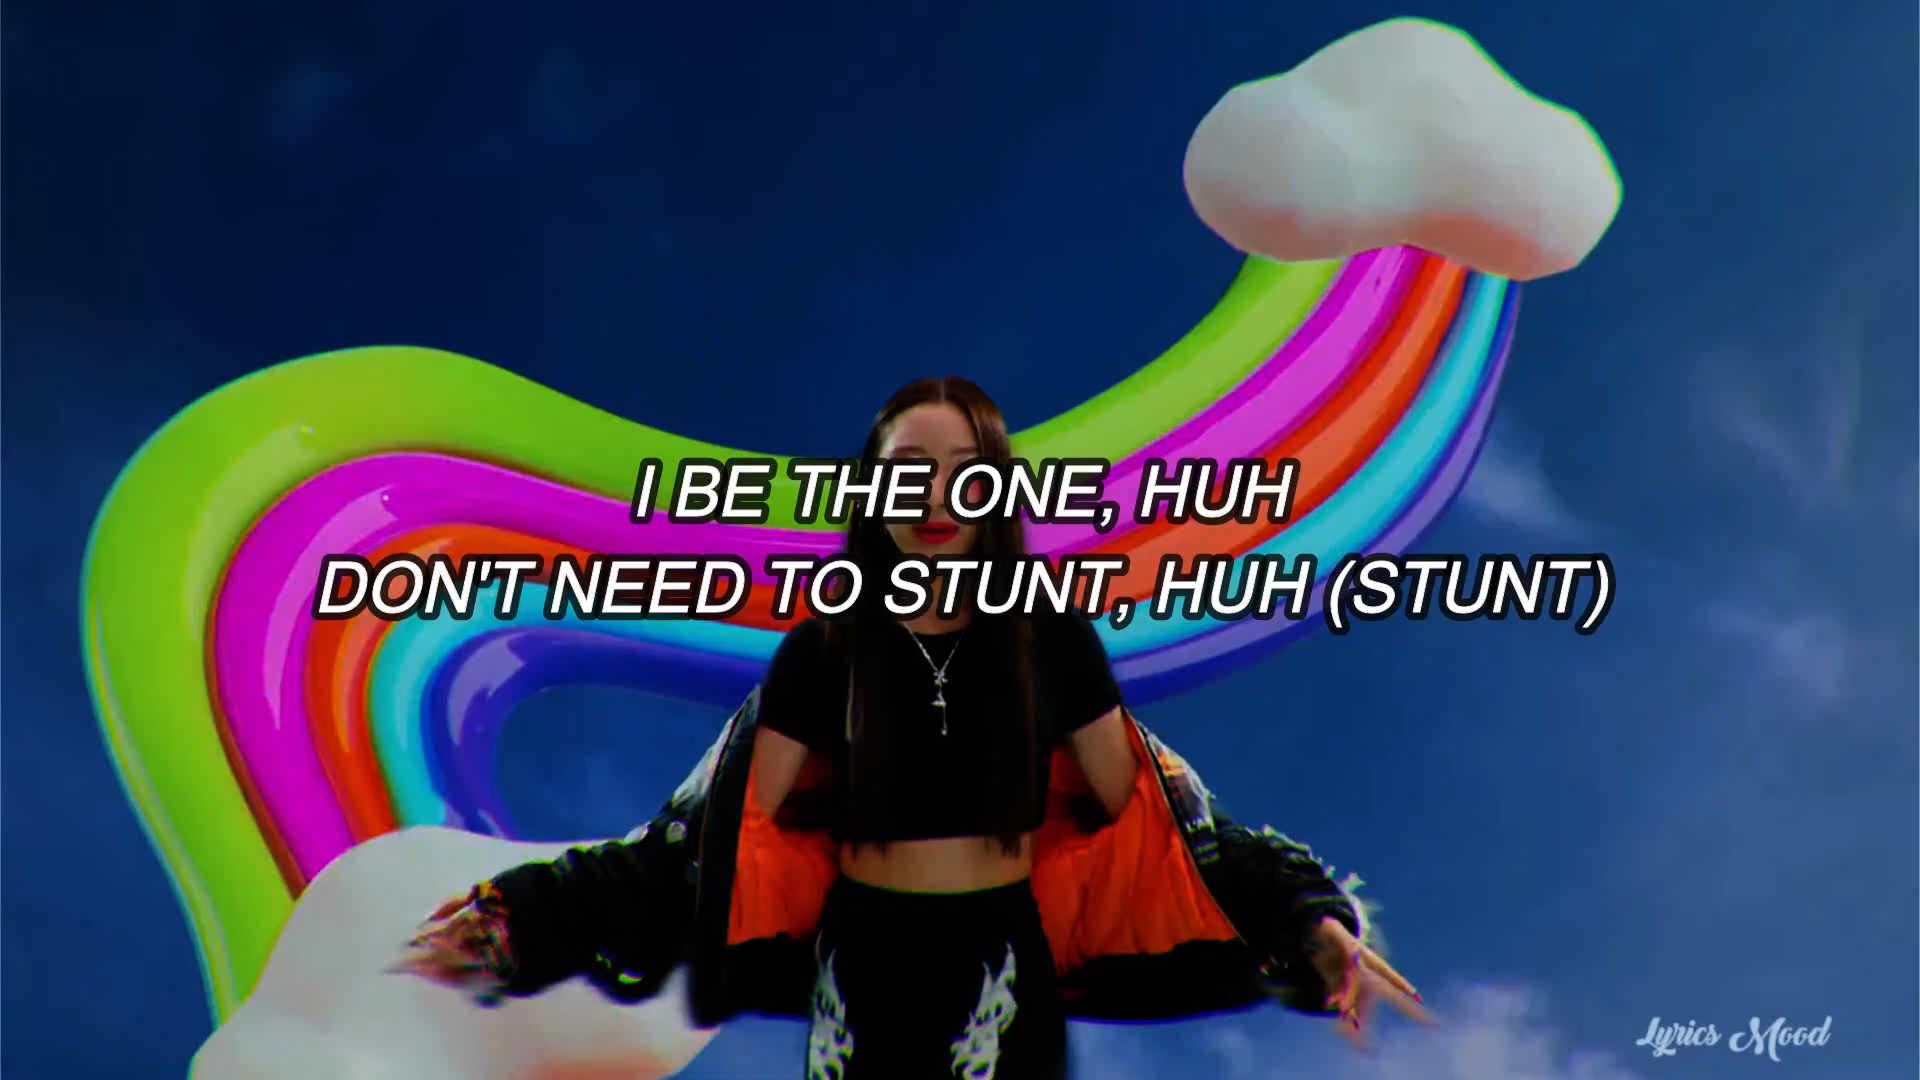 I BE THE ONE, HUH
DON'T NEED TO STUNT, HUH (STUNT)
Lyrics Mood